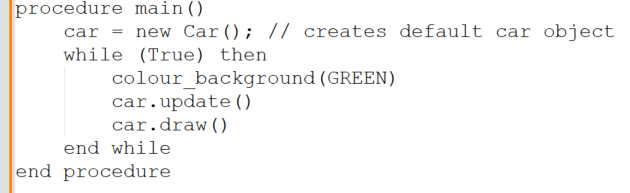 procedure main()
    car = new Car(); // creates default car object
    while (True) then
        colour_background(GREEN)
        car.update()
        car.draw()
    end while
end procedure